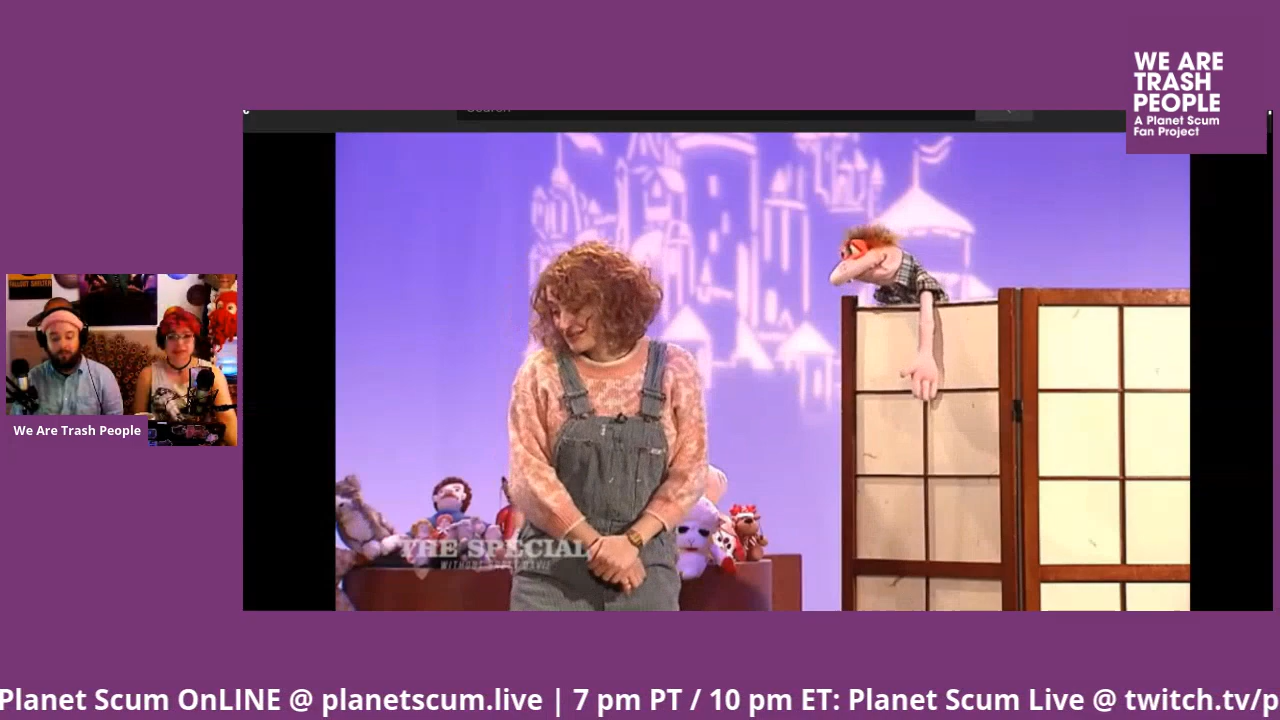 WE ARE
TRASH
PEOPLE
A Planet Scum
Fan Project
THE SPECIAL
We Are Trash People
Planet Scum OnLINE @ planetscum.live | 7 pm PT / 10 pm ET: Planet Scum Live @ twitch.tv/p